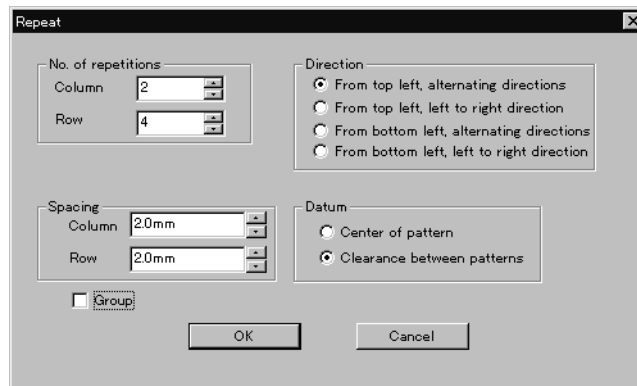 Repeat
No. of repetitions
Column 2
Row 4
Direction
From top left, alternating directions
From top left, left to right direction
From bottom left, alternating directions
From bottom left, left to right direction
Spacing
Column 2.0mm
Row 2.0mm
Datum
Center of pattern
Clearance between patterns
Group
OK Cancel